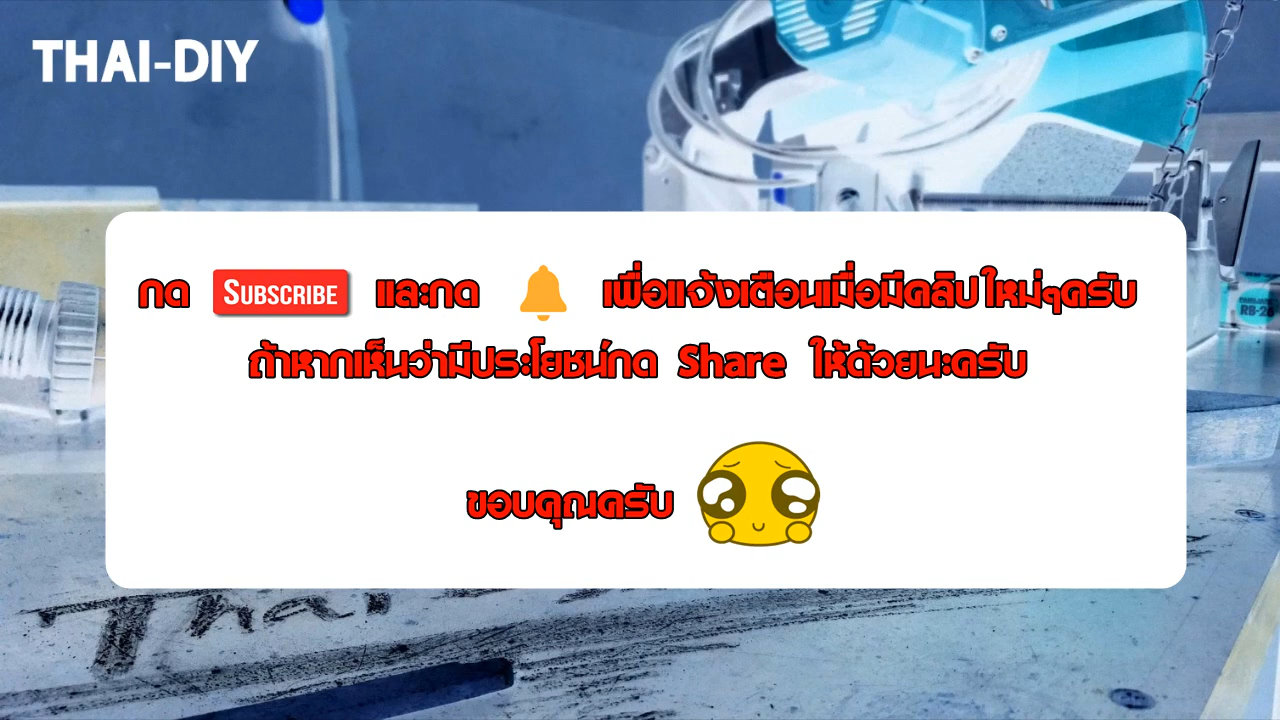 THAI-DIY
กด SUBSCRIBE และกด เพื่อแจ้งเตือนเมื่อมีคลิปใหม่ๆครับ
RB-26
ถ้าหากเห็นว่ามีประโยชน์กด Share ให้ด้วยนะครับ
ขอบคุณครับ
Thai